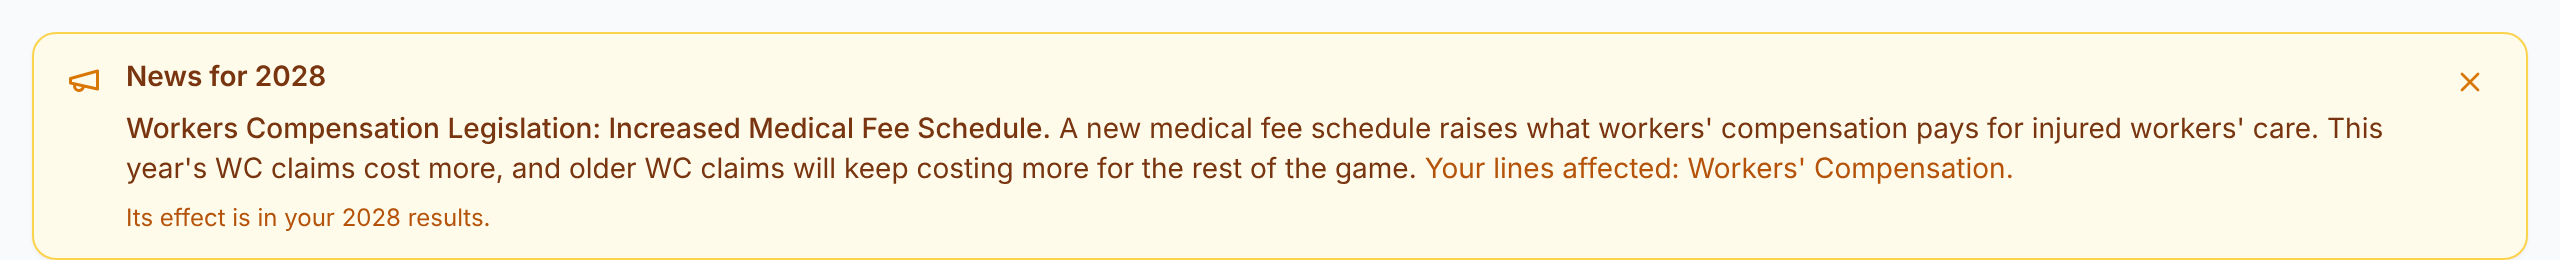 News for 2028
Workers Compensation Legislation: Increased Medical Fee Schedule. A new medical fee schedule raises what workers' compensation pays for injured workers' care. This
year's WC claims cost more, and older WC claims will keep costing more for the rest of the game. Your lines affected: Workers' Compensation.
Its effect is in your 2028 results.